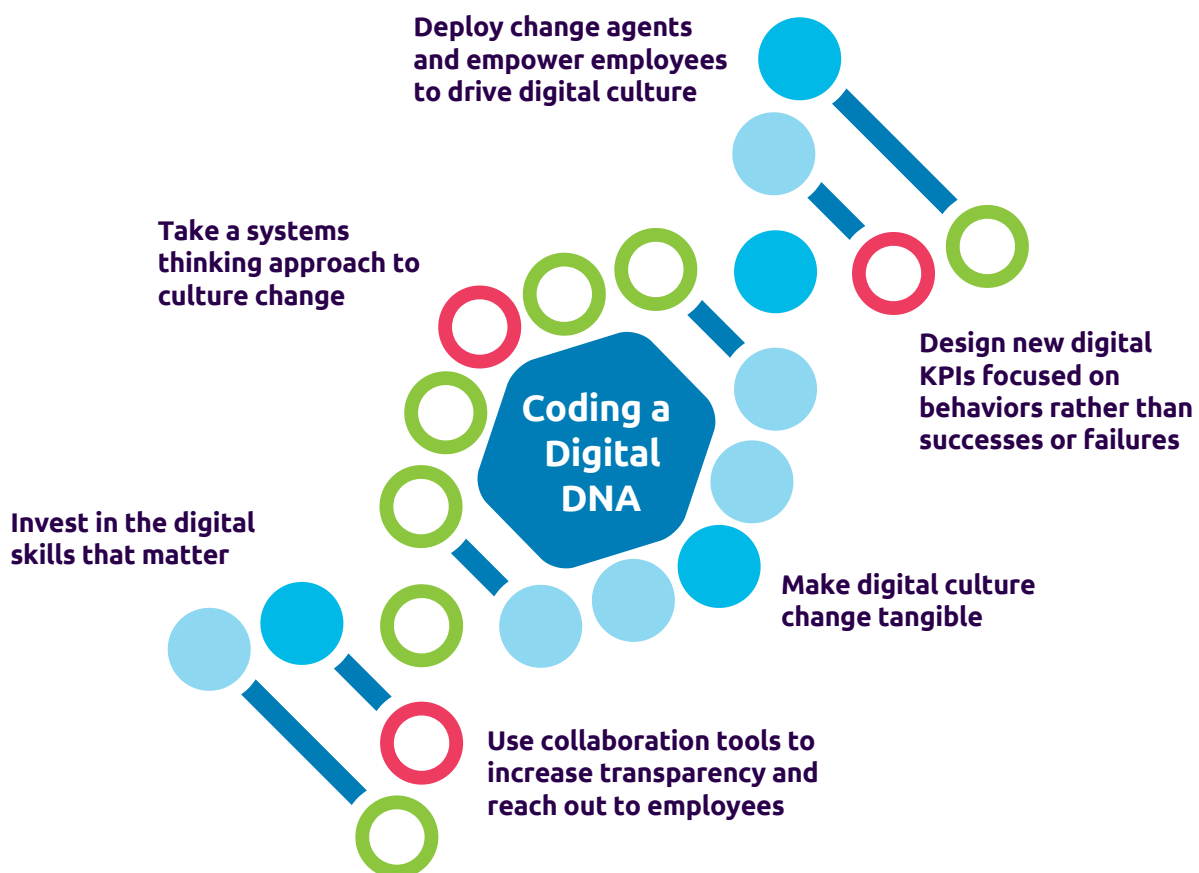 Deploy change agents
and empower employees
to drive digital culture
Take a systems
thinking approach to
culture change
Design new digital
KPIs focused on
behaviors rather than
successes or failures
Coding a
Digital
DNA
Invest in the digital
skills that matter
Make digital culture
change tangible
Use collaboration tools to
increase transparency and
reach out to employees